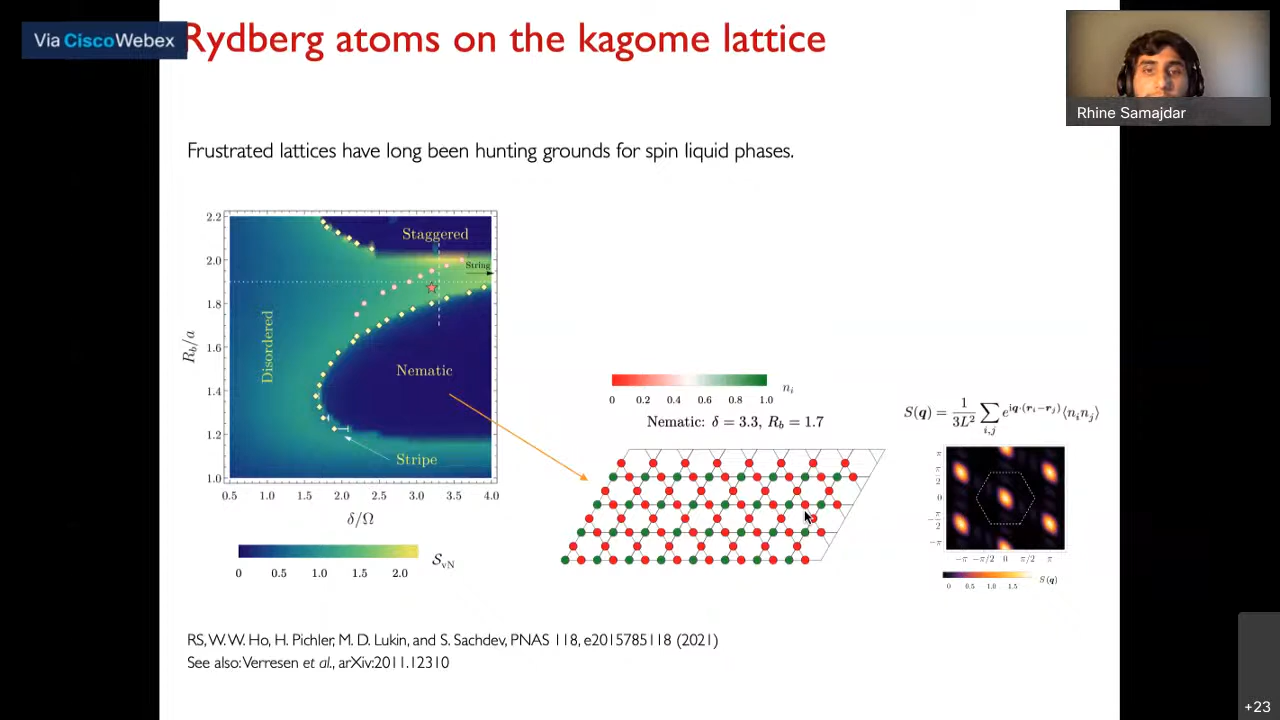 Via Cisco Webex
Rydberg atoms on the kagome lattice
Rhine Samajdar
Frustrated lattices have long been hunting grounds for spin liquid phases.
2.2
2.0
1.8
1.6
1.4
1.2
1.0
R_b/a
Staggered
String
Disordered
Nematic
Stripe
0.5 1.0 1.5 2.0 2.5 3.0 3.5 4.0
δ/Ω
0 0.5 1.0 1.5 2.0
𝒮_vN
0 0.2 0.4 0.6 0.8 1.0
n_i
Nematic: δ = 3.3, R_b = 1.7
S(q) = 1/3L² ∑_{i,j} e^{iq·(r_i−r_j)}⟨n_i n_j⟩
π
π/2
0
−π/2
−π
−π −π/2 0 π/2 π
0 0.5 1.0 1.5
S(q)
RS, W. W. Ho, H. Pichler, M. D. Lukin, and S. Sachdev, PNAS 118, e2015785118 (2021)
See also: Verresen et al., arXiv:2011.12310
+23